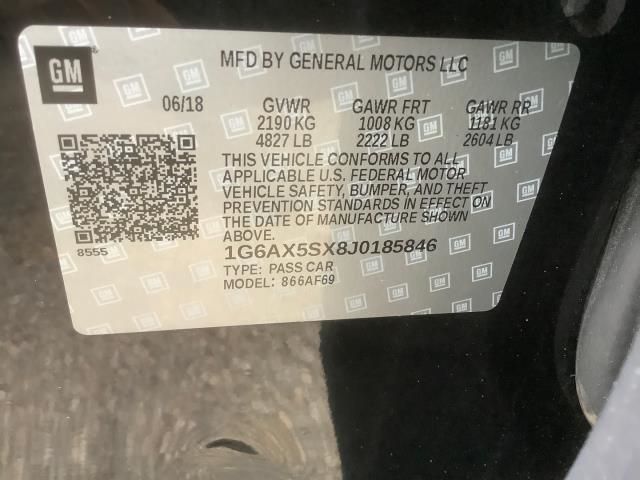 GM
MFD BY GENERAL MOTORS LLC
06/18 GVWR GAWR FRT GAWR RR
2190 KG 1008 KG 1181 KG
4827 LB 2222 LB 2604 LB
THIS VEHICLE CONFORMS TO ALL
APPLICABLE U.S. FEDERAL MOTOR
VEHICLE SAFETY, BUMPER, AND THEFT
PREVENTION STANDARDS IN EFFECT ON
THE DATE OF MANUFACTURE SHOWN
ABOVE.
8555
1G6AX5SX8J0185846
TYPE: PASS CAR
MODEL: 866AF69